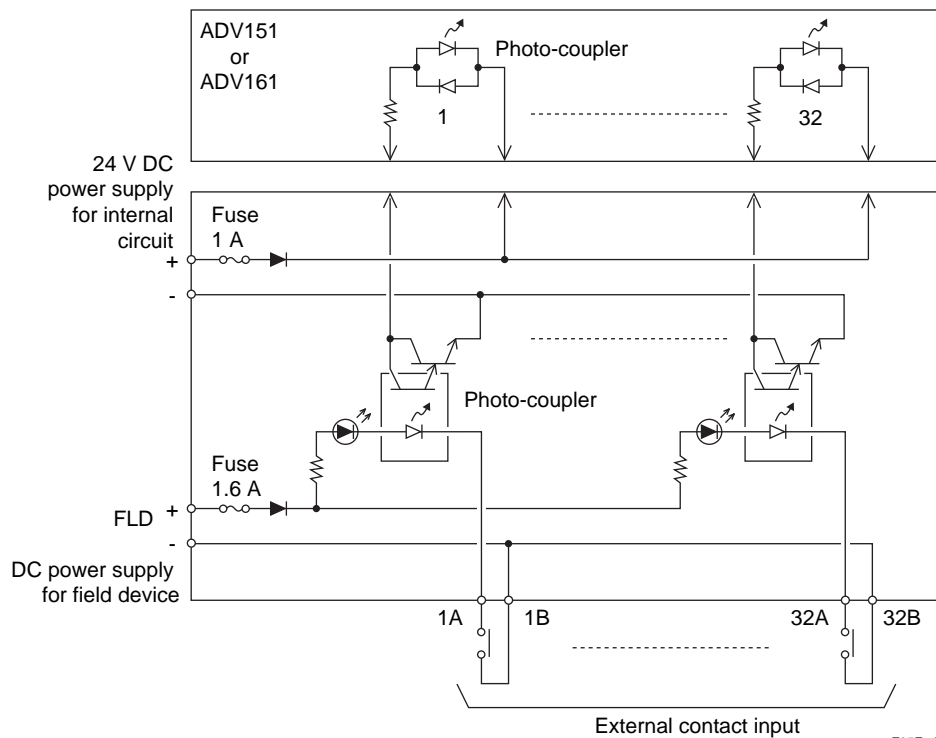 ADV151
or
ADV161
Photo-coupler
1
32
24 V DC
power supply
for internal
circuit
Fuse
1 A
+
-
Photo-coupler
Fuse
1.6 A
FLD
+
-
DC power supply
for field device
1A
1B
32A
32B
External contact input